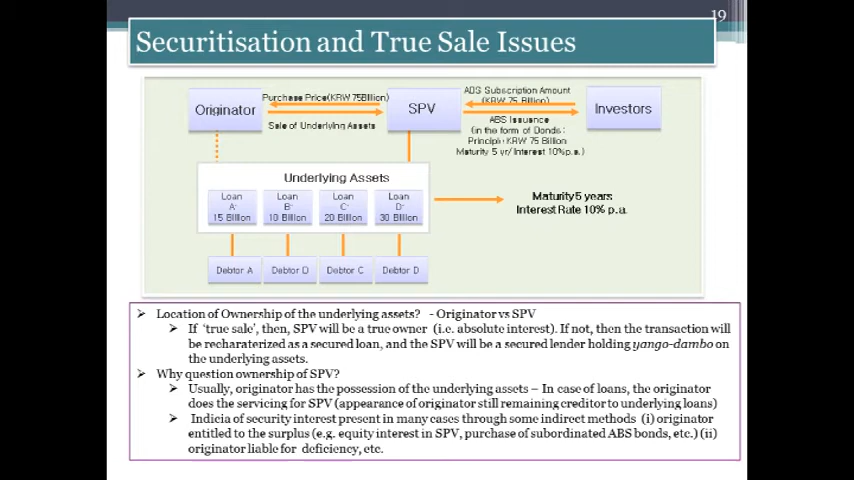 19
Securitisation and True Sale Issues
Originator
Purchase Price(KRW 75Billion)
Sale of Underlying Assets
SPV
ADS Subscription Amount
(KRW 75 Billion)
ABS Issuance
(in the form of Donds :
Principle: KRW 75 Billion
Maturity 5 yr/Interest 10%p.a.)
Investors
Underlying Assets
Loan
A-
15 Billion
Loan
B-
10 Billion
Loan
C-
20 Billion
Loan
D-
30 Billion
Maturity 5 years
Interest Rate 10% p.a.
Debtor A
Debtor D
Debtor C
Debtor D
Location of Ownership of the underlying assets? - Originator vs SPV
If 'true sale', then, SPV will be a true owner (i.e. absolute interest). If not, then the transaction will
be recharaterized as a secured loan, and the SPV will be a secured lender holding yango-dambo on
the underlying assets.
Why question ownership of SPV?
Usually, originator has the possession of the underlying assets – In case of loans, the originator
does the servicing for SPV (appearance of originator still remaining creditor to underlying loans)
Indicia of security interest present in many cases through some indirect methods (i) originator
entitled to the surplus (e.g. equity interest in SPV, purchase of subordinated ABS bonds, etc.) (ii)
originator liable for deficiency, etc.